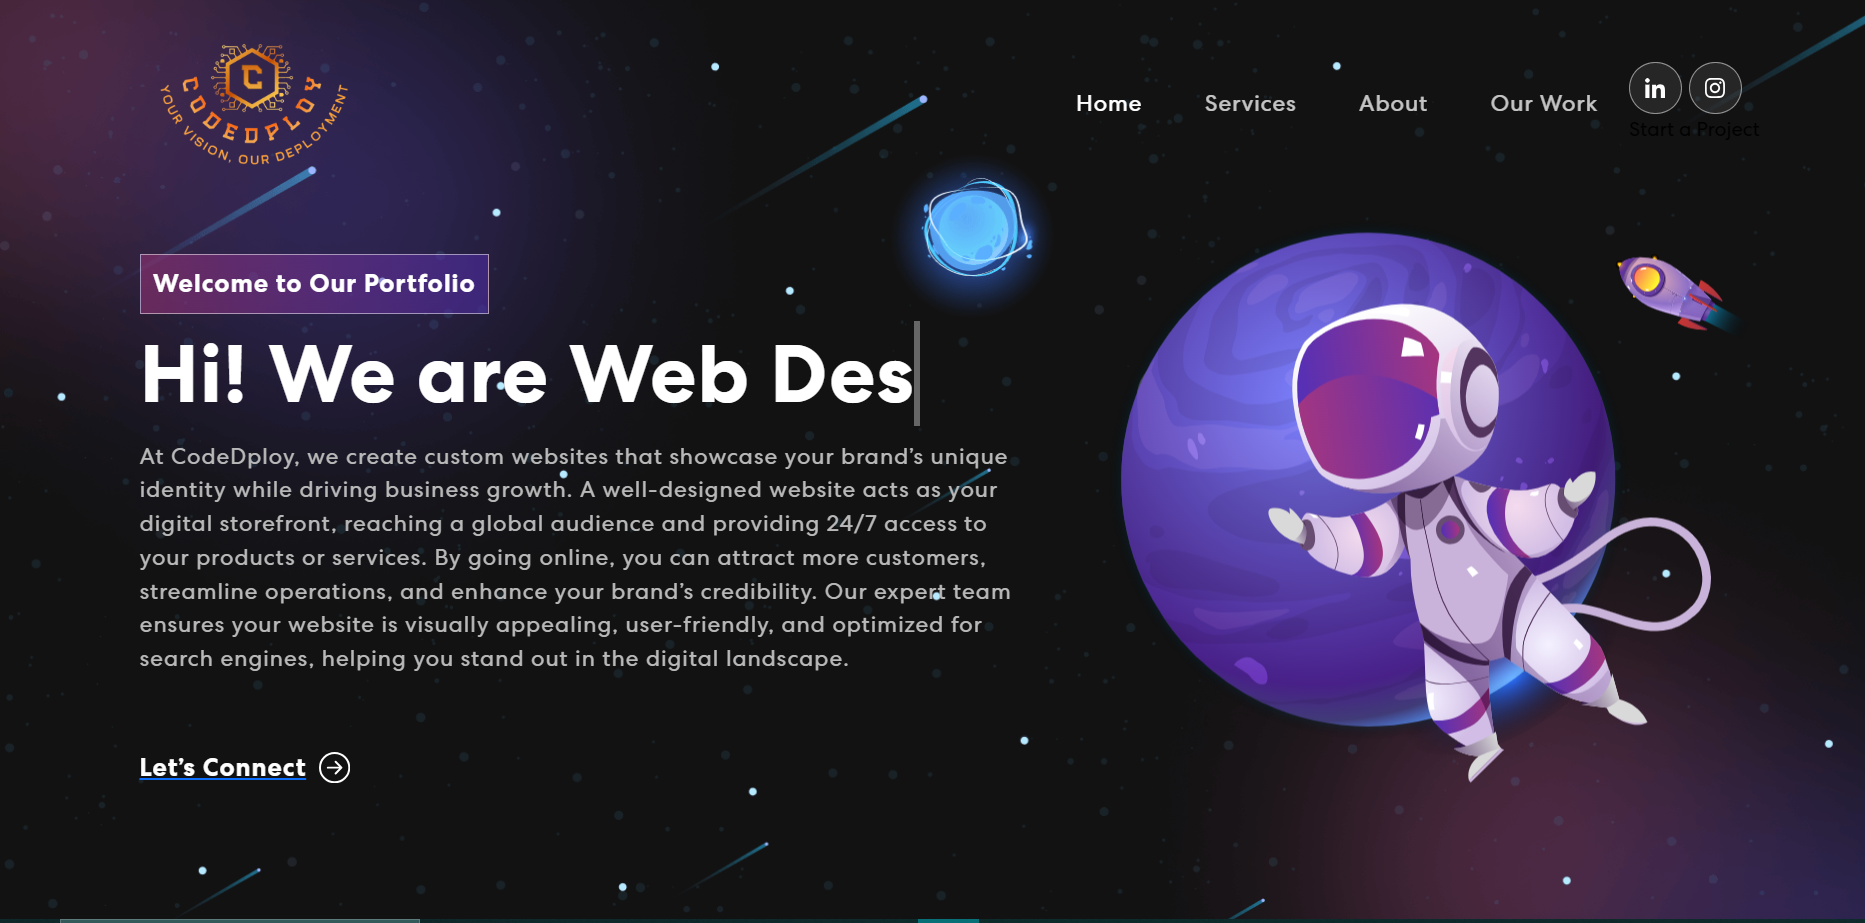 C
CODEDPLOY
YOUR VISION, OUR DEPLOYMENT
Home Services About Our Work
in
Start a Project
Welcome to Our Portfolio
Hi! We are Web Des
At CodeDploy, we create custom websites that showcase your brand’s unique
identity while driving business growth. A well-designed website acts as your
digital storefront, reaching a global audience and providing 24/7 access to
your products or services. By going online, you can attract more customers,
streamline operations, and enhance your brand’s credibility. Our expert team
ensures your website is visually appealing, user-friendly, and optimized for
search engines, helping you stand out in the digital landscape.
Let’s Connect